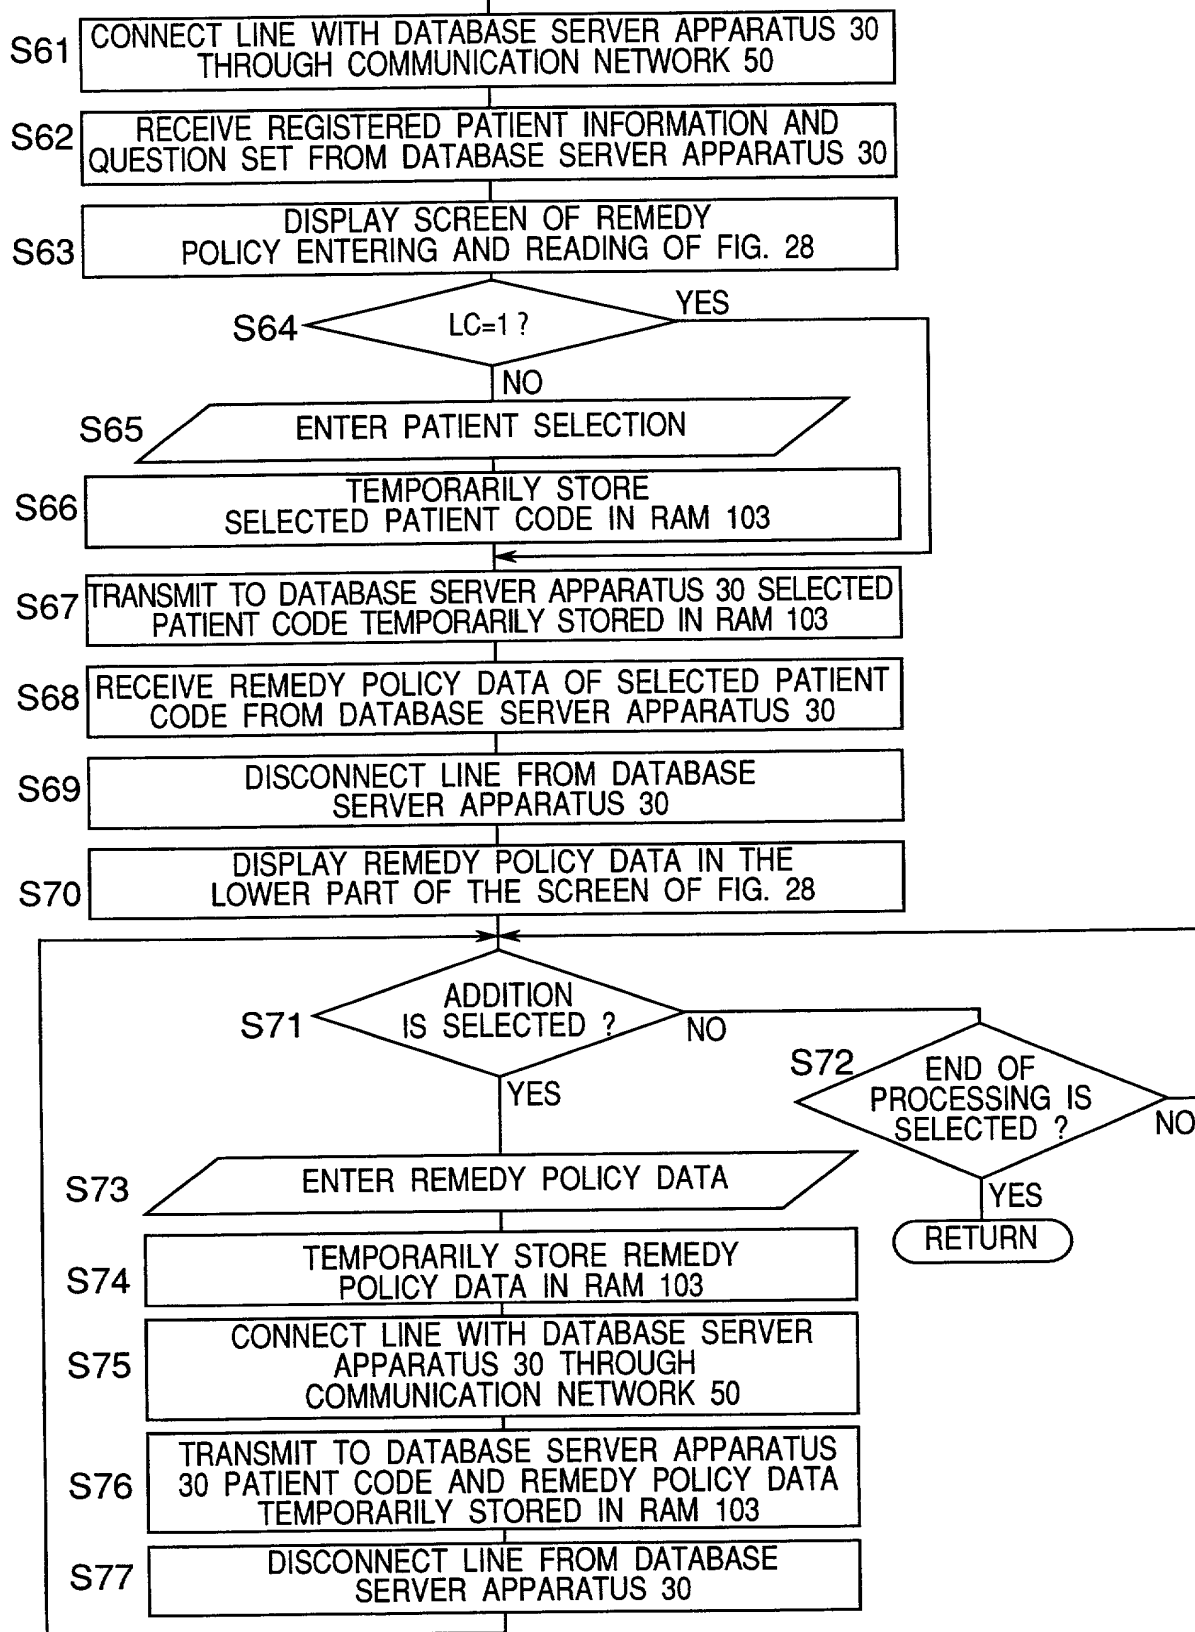 S61
CONNECT LINE WITH DATABASE SERVER APPARATUS 30
THROUGH COMMUNICATION NETWORK 50
S62
RECEIVE REGISTERED PATIENT INFORMATION AND
QUESTION SET FROM DATABASE SERVER APPARATUS 30
S63
DISPLAY SCREEN OF REMEDY
POLICY ENTERING AND READING OF FIG. 28
S64
LC=1 ?
YES
NO
S65
ENTER PATIENT SELECTION
S66
TEMPORARILY STORE
SELECTED PATIENT CODE IN RAM 103
S67
TRANSMIT TO DATABASE SERVER APPARATUS 30 SELECTED
PATIENT CODE TEMPORARILY STORED IN RAM 103
S68
RECEIVE REMEDY POLICY DATA OF SELECTED PATIENT
CODE FROM DATABASE SERVER APPARATUS 30
S69
DISCONNECT LINE FROM DATABASE
SERVER APPARATUS 30
S70
DISPLAY REMEDY POLICY DATA IN THE
LOWER PART OF THE SCREEN OF FIG. 28
S71
ADDITION
IS SELECTED ?
NO
YES
S72
END OF
PROCESSING IS
SELECTED ?
NO
YES
RETURN
S73
ENTER REMEDY POLICY DATA
S74
TEMPORARILY STORE REMEDY
POLICY DATA IN RAM 103
S75
CONNECT LINE WITH DATABASE SERVER
APPARATUS 30 THROUGH
COMMUNICATION NETWORK 50
S76
TRANSMIT TO DATABASE SERVER APPARATUS
30 PATIENT CODE AND REMEDY POLICY DATA
TEMPORARILY STORED IN RAM 103
S77
DISCONNECT LINE FROM DATABASE
SERVER APPARATUS 30